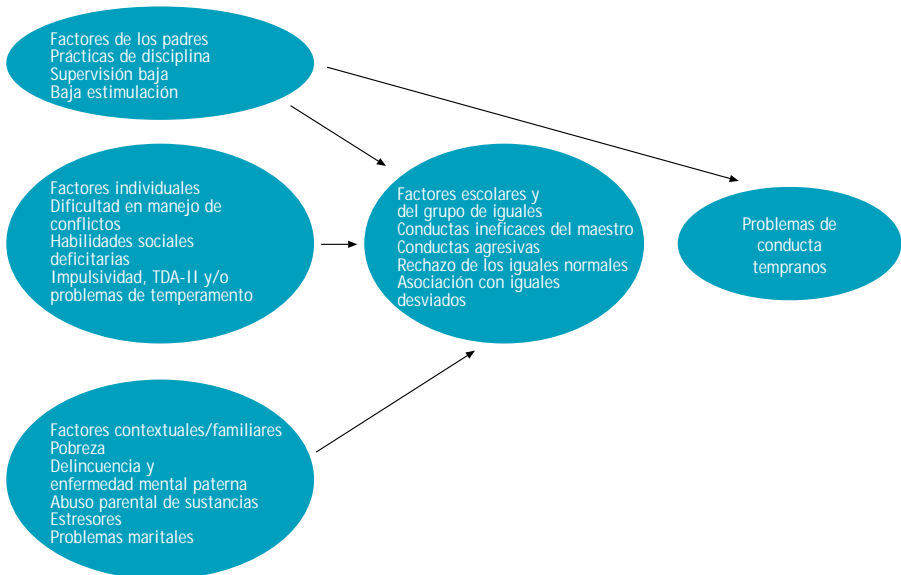 Factores de los padres
Prácticas de disciplina
Supervisión baja
Baja estimulación
Factores individuales
Dificultad en manejo de
conflictos
Habilidades sociales
deficitarias
Impulsividad, TDA-II y/o
problemas de temperamento
Factores contextuales/familiares
Pobreza
Delincuencia y
enfermedad mental paterna
Abuso parental de sustancias
Estresores
Problemas maritales
Factores escolares y
del grupo de iguales
Conductas ineficaces del maestro
Conductas agresivas
Rechazo de los iguales normales
Asociación con iguales
desviados
Problemas de
conducta
tempranos